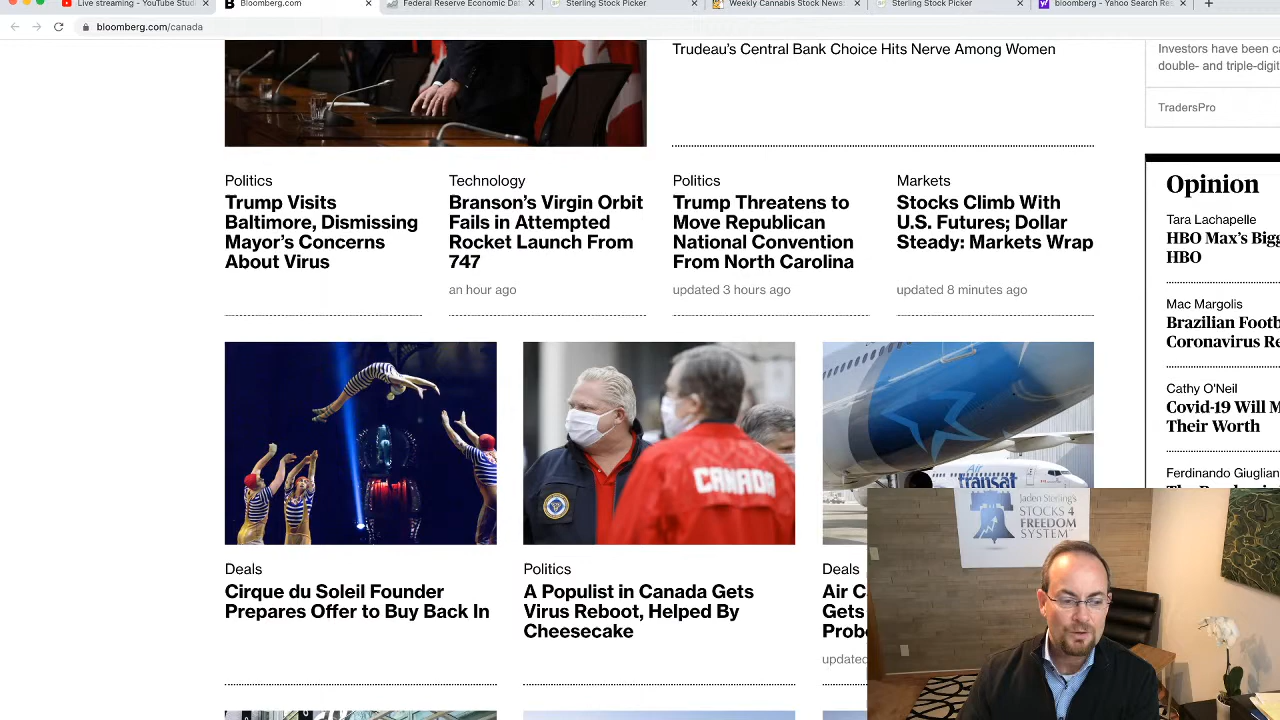 Live streaming - YouTube Stud
Bloomberg.com
Federal Reserve Economic Da
Sterling Stock Picker
Weekly Cannabis Stock News:
Sterling Stock Picker
bloomberg - Yahoo Search Res
bloomberg.com/canada
Trudeau's Central Bank Choice Hits Nerve Among Women
Investors have been c
double- and triple-digit
TradersPro
Politics
Trump Visits
Baltimore, Dismissing
Mayor's Concerns
About Virus
Technology
Branson's Virgin Orbit
Fails in Attempted
Rocket Launch From
747
an hour ago
Politics
Trump Threatens to
Move Republican
National Convention
From North Carolina
updated 3 hours ago
Markets
Stocks Climb With
U.S. Futures; Dollar
Steady: Markets Wrap
updated 8 minutes ago
Opinion
Tara Lachapelle
HBO Max's Bigg
HBO
Mac Margolis
Brazilian Footb
Coronavirus Re
Cathy O'Neil
Covid-19 Will M
Their Worth
Ferdinando Giuglian
CANADA
Air
transat
Deals
Cirque du Soleil Founder
Prepares Offer to Buy Back In
Politics
A Populist in Canada Gets
Virus Reboot, Helped By
Cheesecake
Deals
Air C
Gets
Prob
updated
Jaden Sterling's
STOCKS 4
FREEDOM
SYSTEM